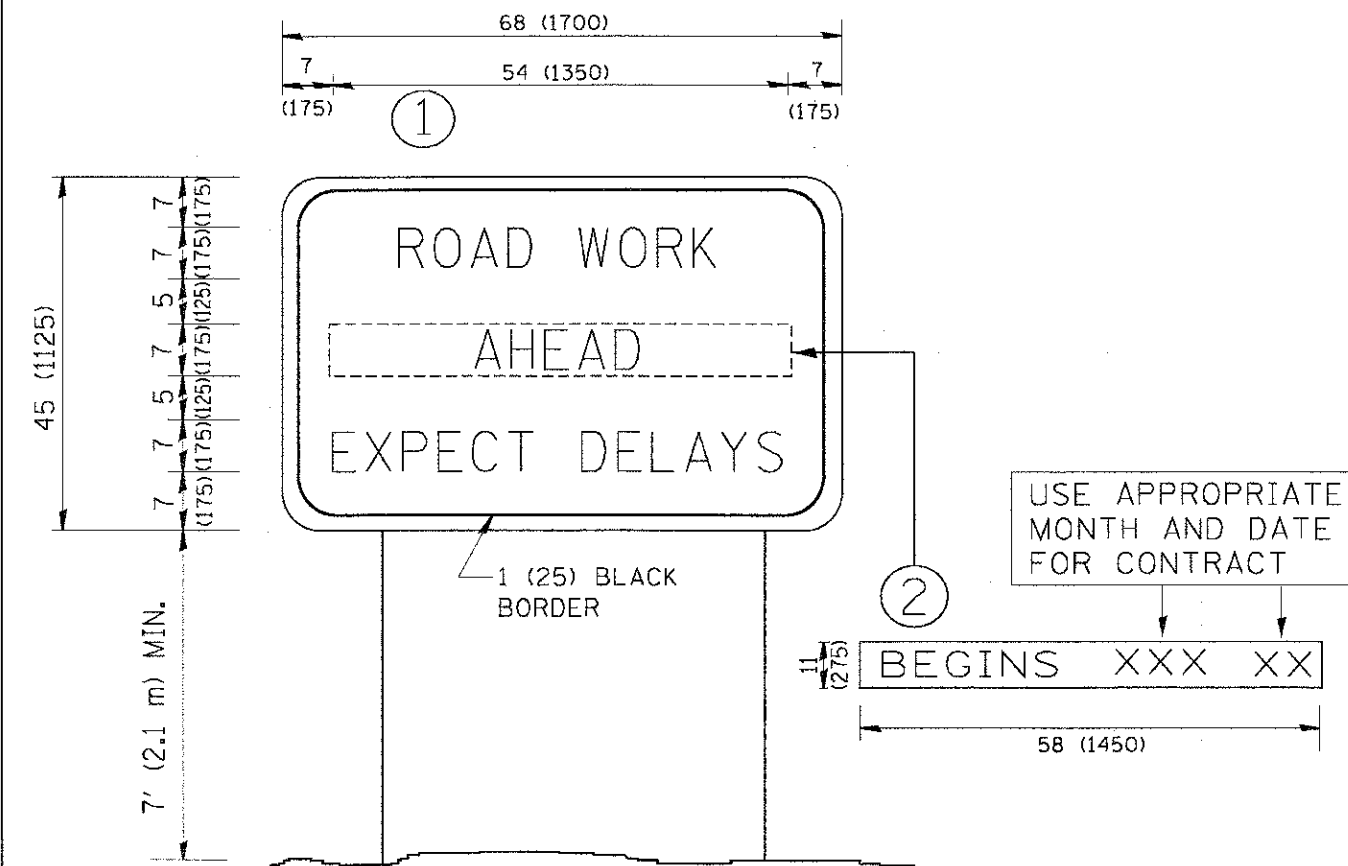 68 (1700)
7
54 (1350)
7
(175)
(175)
1
45 (1125)
7
(175)
7
(175)
5
(125)
7
(175)
5
(125)
7
(175)
7
(175)
ROAD WORK
AHEAD
EXPECT DELAYS
1 (25) BLACK
BORDER
7' (2.1 m) MIN.
2
USE APPROPRIATE
MONTH AND DATE
FOR CONTRACT
11
(275)
BEGINS XXX XX
58 (1450)